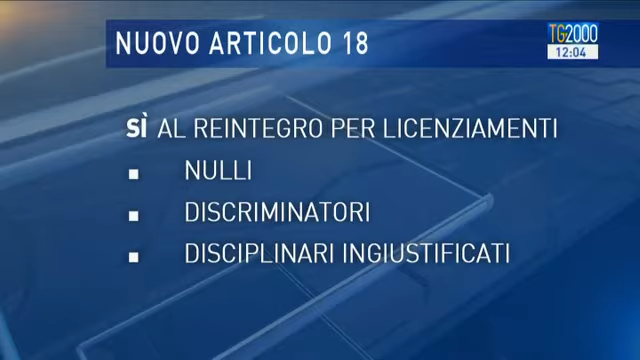 NUOVO ARTICOLO 18
TG2000
12:04
SÌ AL REINTEGRO PER LICENZIAMENTI
NULLI
DISCRIMINATORI
DISCIPLINARI INGIUSTIFICATI